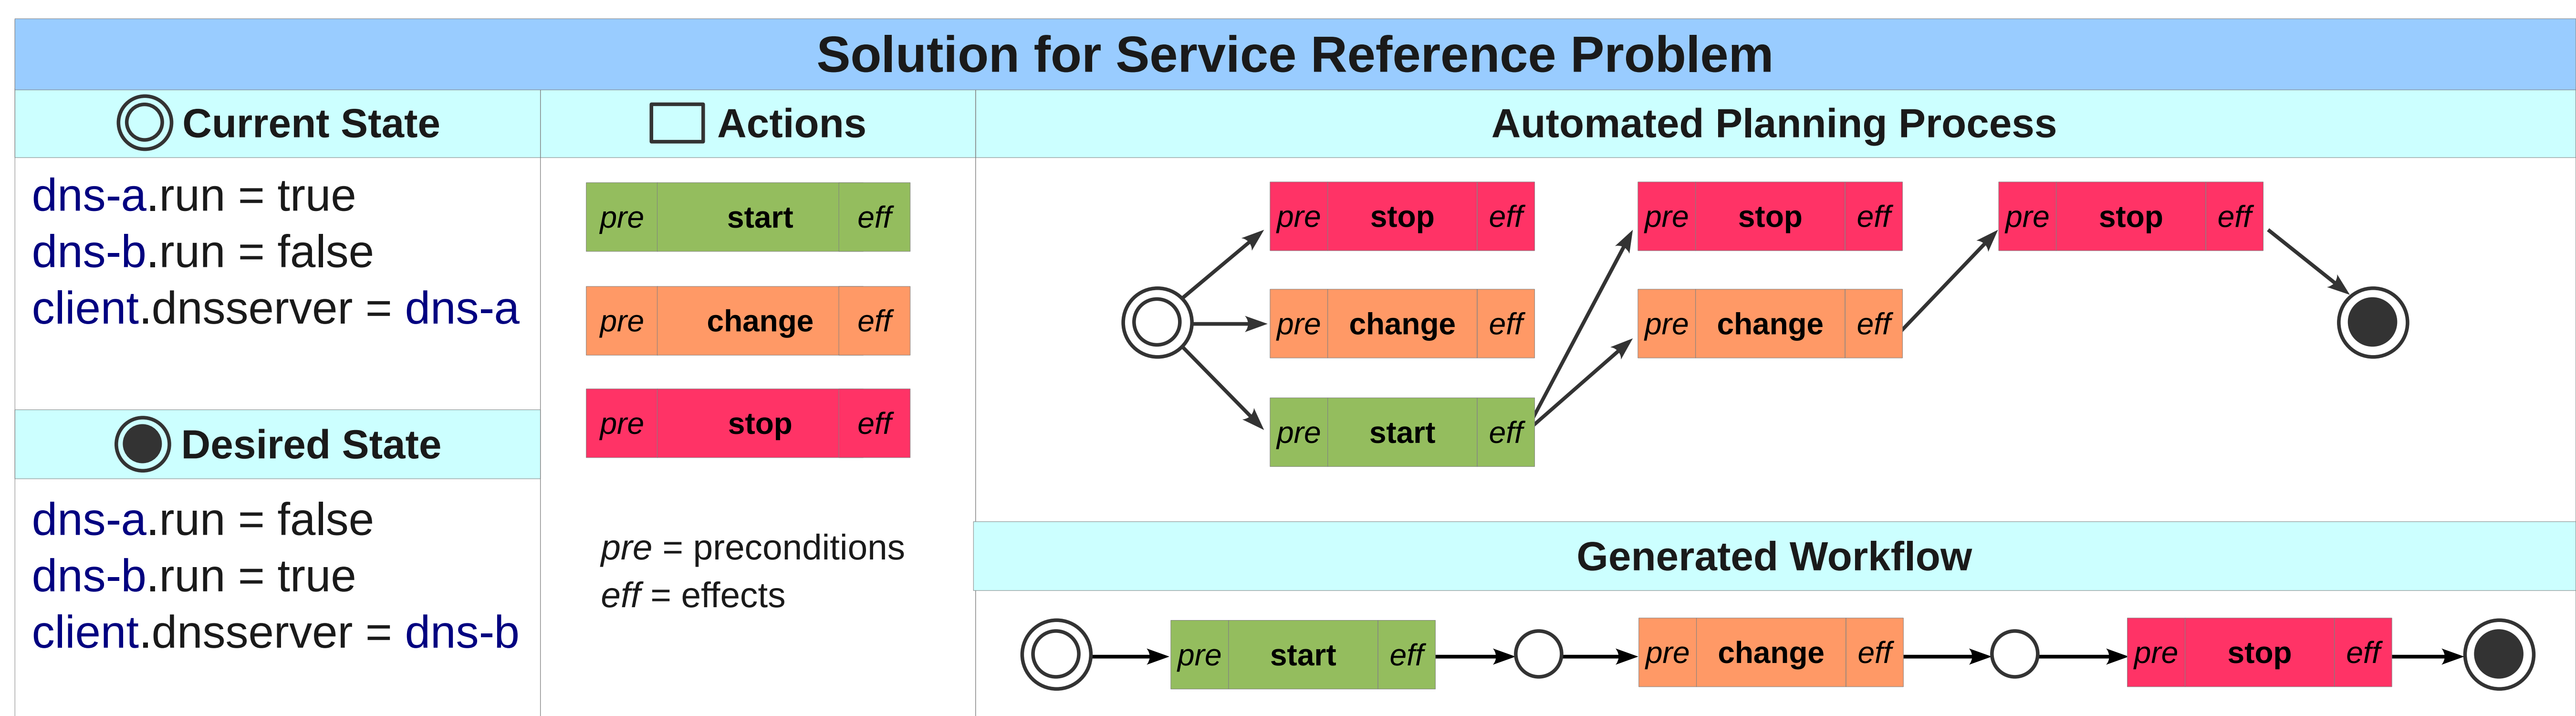 Solution for Service Reference Problem
Current State
dns-a.run = true
dns-b.run = false
client.dnsserver = dns-a
Desired State
dns-a.run = false
dns-b.run = true
client.dnsserver = dns-b
Actions
pre start eff
pre change eff
pre stop eff
pre = preconditions
eff = effects
Automated Planning Process
pre stop eff pre stop eff pre stop eff
pre change eff pre change eff
pre start eff
Generated Workflow
pre start eff pre change eff pre stop eff